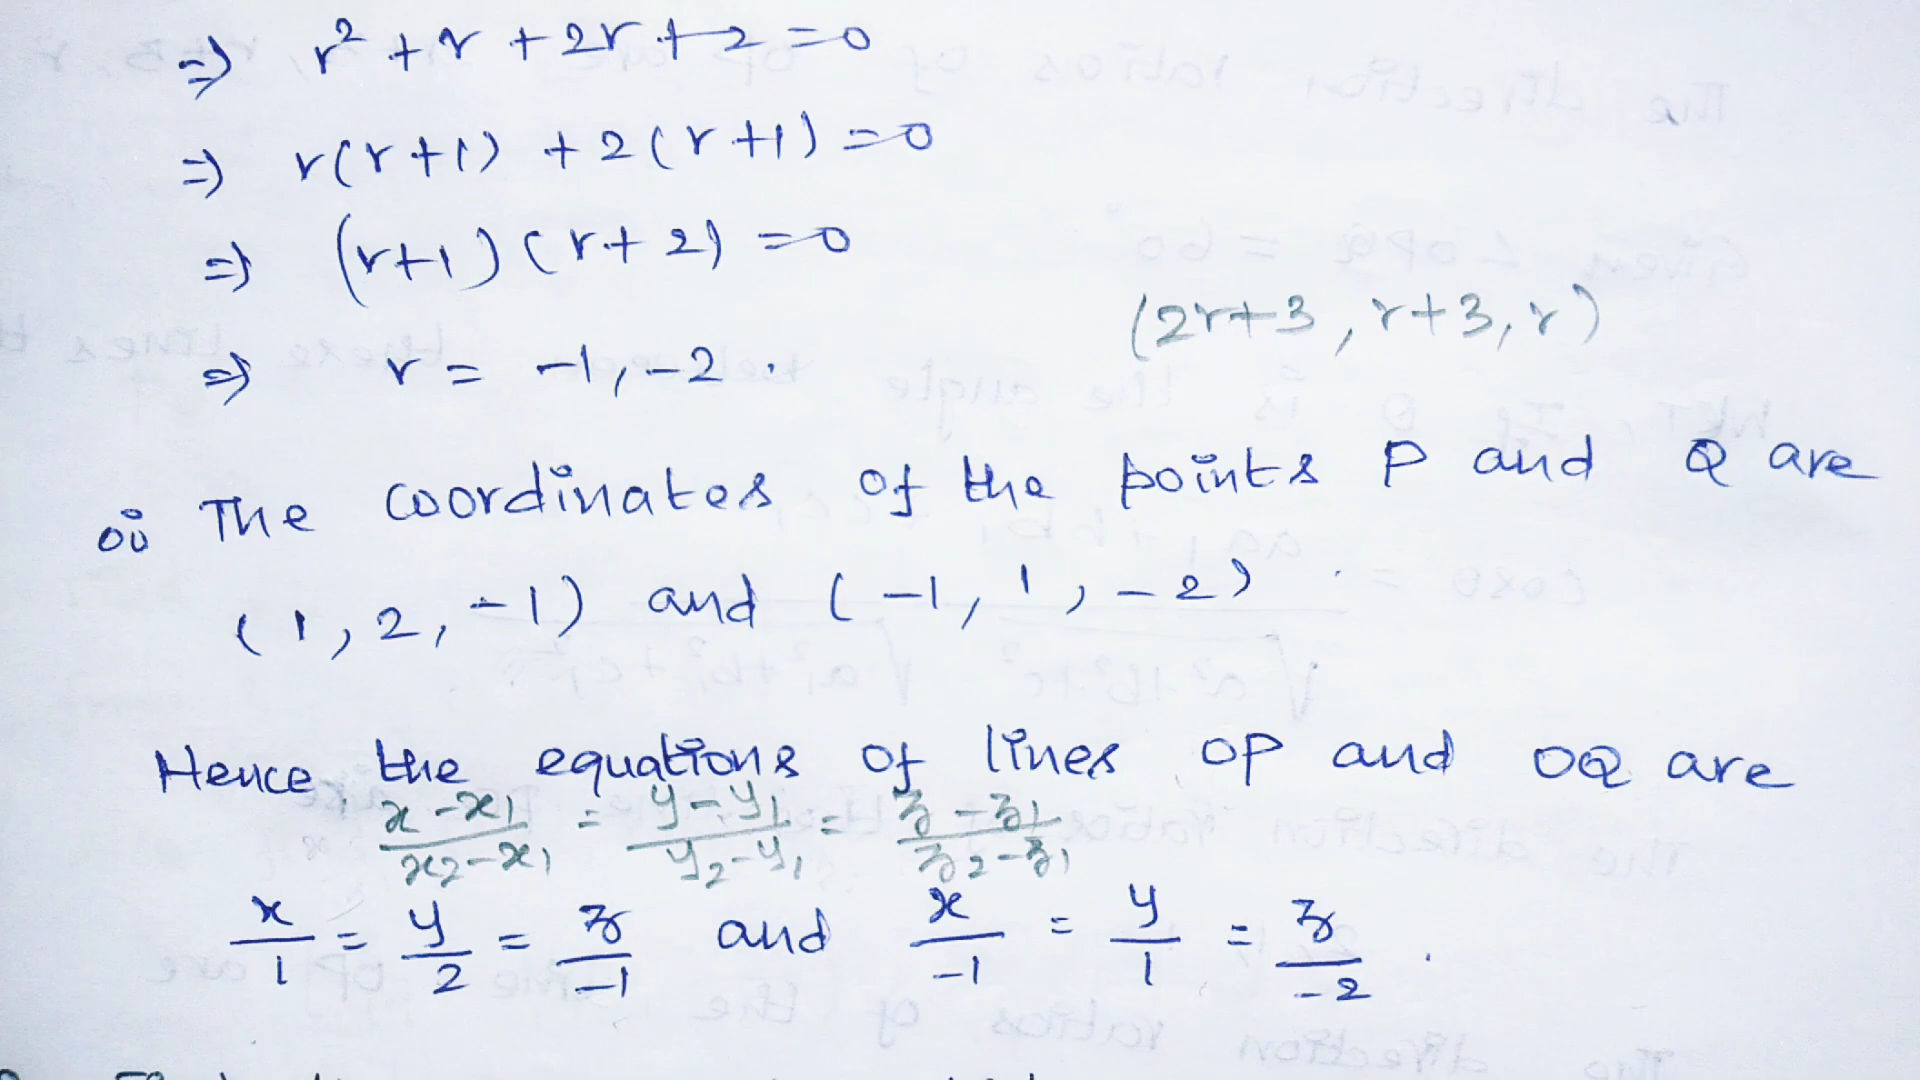 ⇒ r² + r + 2r + 2 = 0
⇒ r(r+1) + 2(r+1) = 0
⇒ (r+1)(r+2) = 0
(2r+3, r+3, r)
⇒ r = -1, -2.
∴ The coordinates of the points P and Q are
(1, 2, -1) and (-1, 1, -2).
Hence the equations of lines OP and OQ are
x-x₁/x₂-x₁ = y-y₁/y₂-y₁ = z-z₁/z₂-z₁
x/1 = y/2 = z/-1 and x/-1 = y/1 = z/-2.